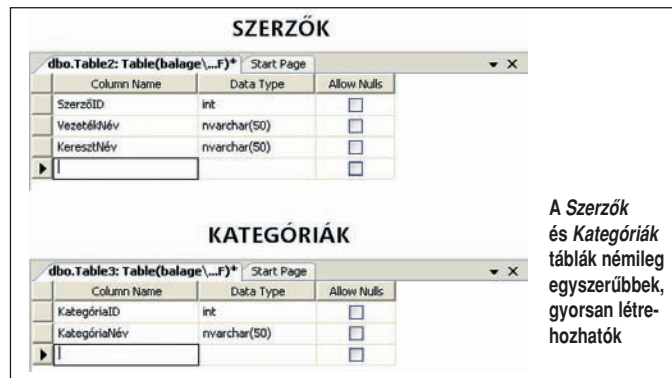 SZERZŐK
dbo.Table2: Table(balage\...F)* Start Page
Column Name Data Type Allow Nulls
SzerzőID int
VezetékNév nvarchar(50)
KeresztNév nvarchar(50)
KATEGÓRIÁK
dbo.Table3: Table(balage\...F)* Start Page
Column Name Data Type Allow Nulls
KategóriaID int
KategóriaNév nvarchar(50)
A Szerzők
és Kategóriák
táblák némileg
egyszerűbbek,
gyorsan létre-
hozhatók